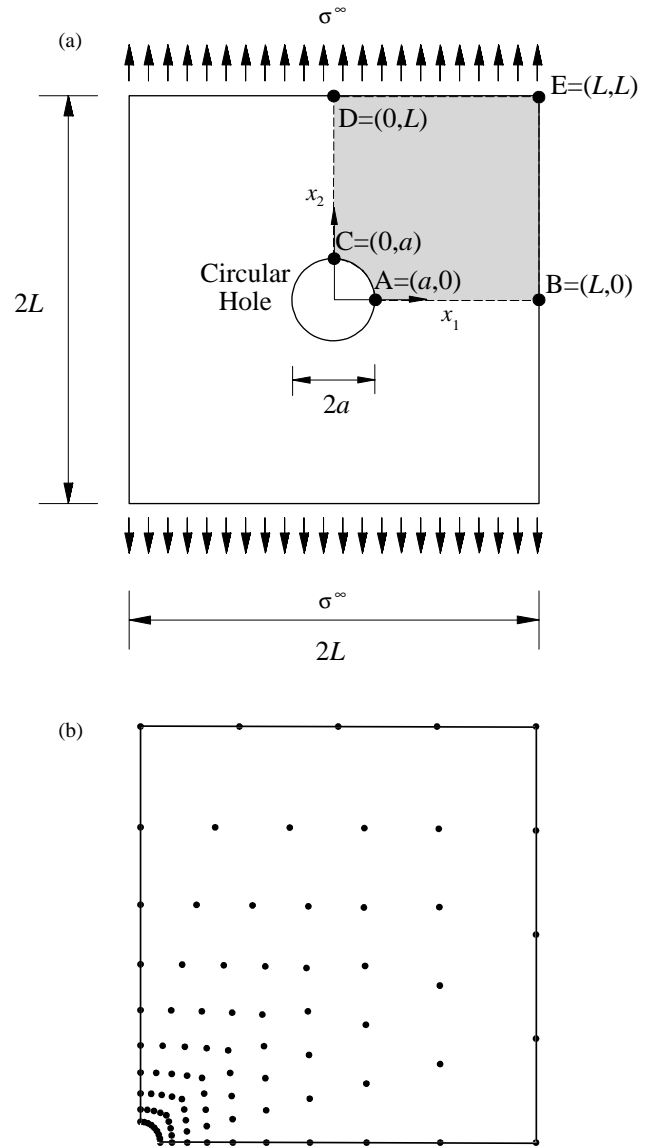 (a)
σ∞
E=(L,L)
D=(0,L)
x2
C=(0,a)
Circular
Hole
A=(a,0)
B=(L,0)
x1
2L
2a
σ∞
2L
(b)